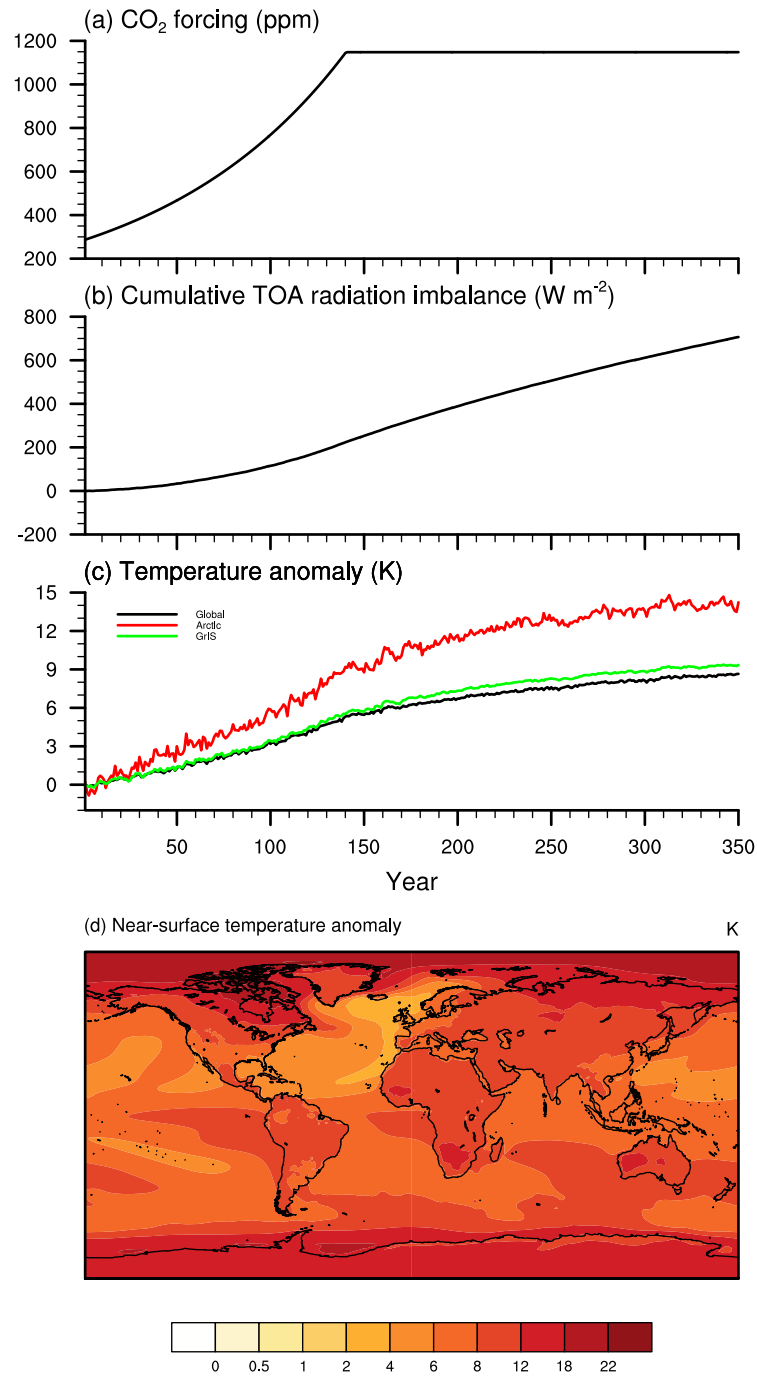 (a) CO₂ forcing (ppm)
1200
1000
800
600
400
200
(b) Cumulative TOA radiation imbalance (W m⁻²)
800
600
400
200
0
-200
(c) Temperature anomaly (K)
15
12
9
6
3
0
Global
Arctic
GrIS
50 100 150 200 250 300 350
Year
(d) Near-surface temperature anomaly K
0 0.5 1 2 4 6 8 12 18 22